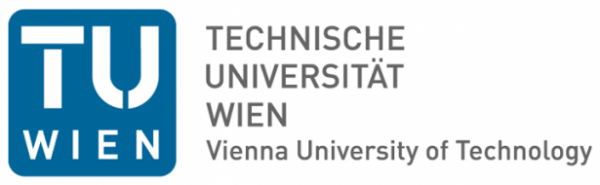 TU
WIEN
TECHNISCHE
UNIVERSITÄT
WIEN
Vienna University of Technology